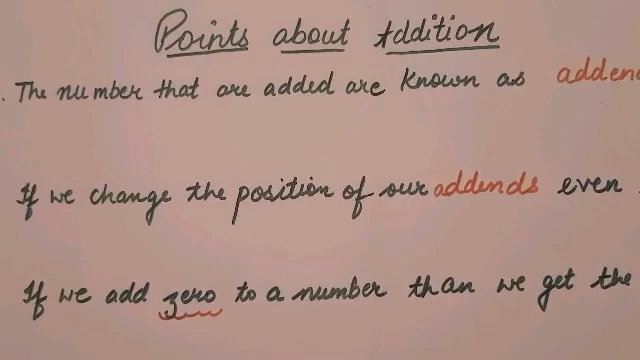 Points about Addition
. The number that are added are known as adden
If we change the position of our addends even
If we add zero to a number than we get the